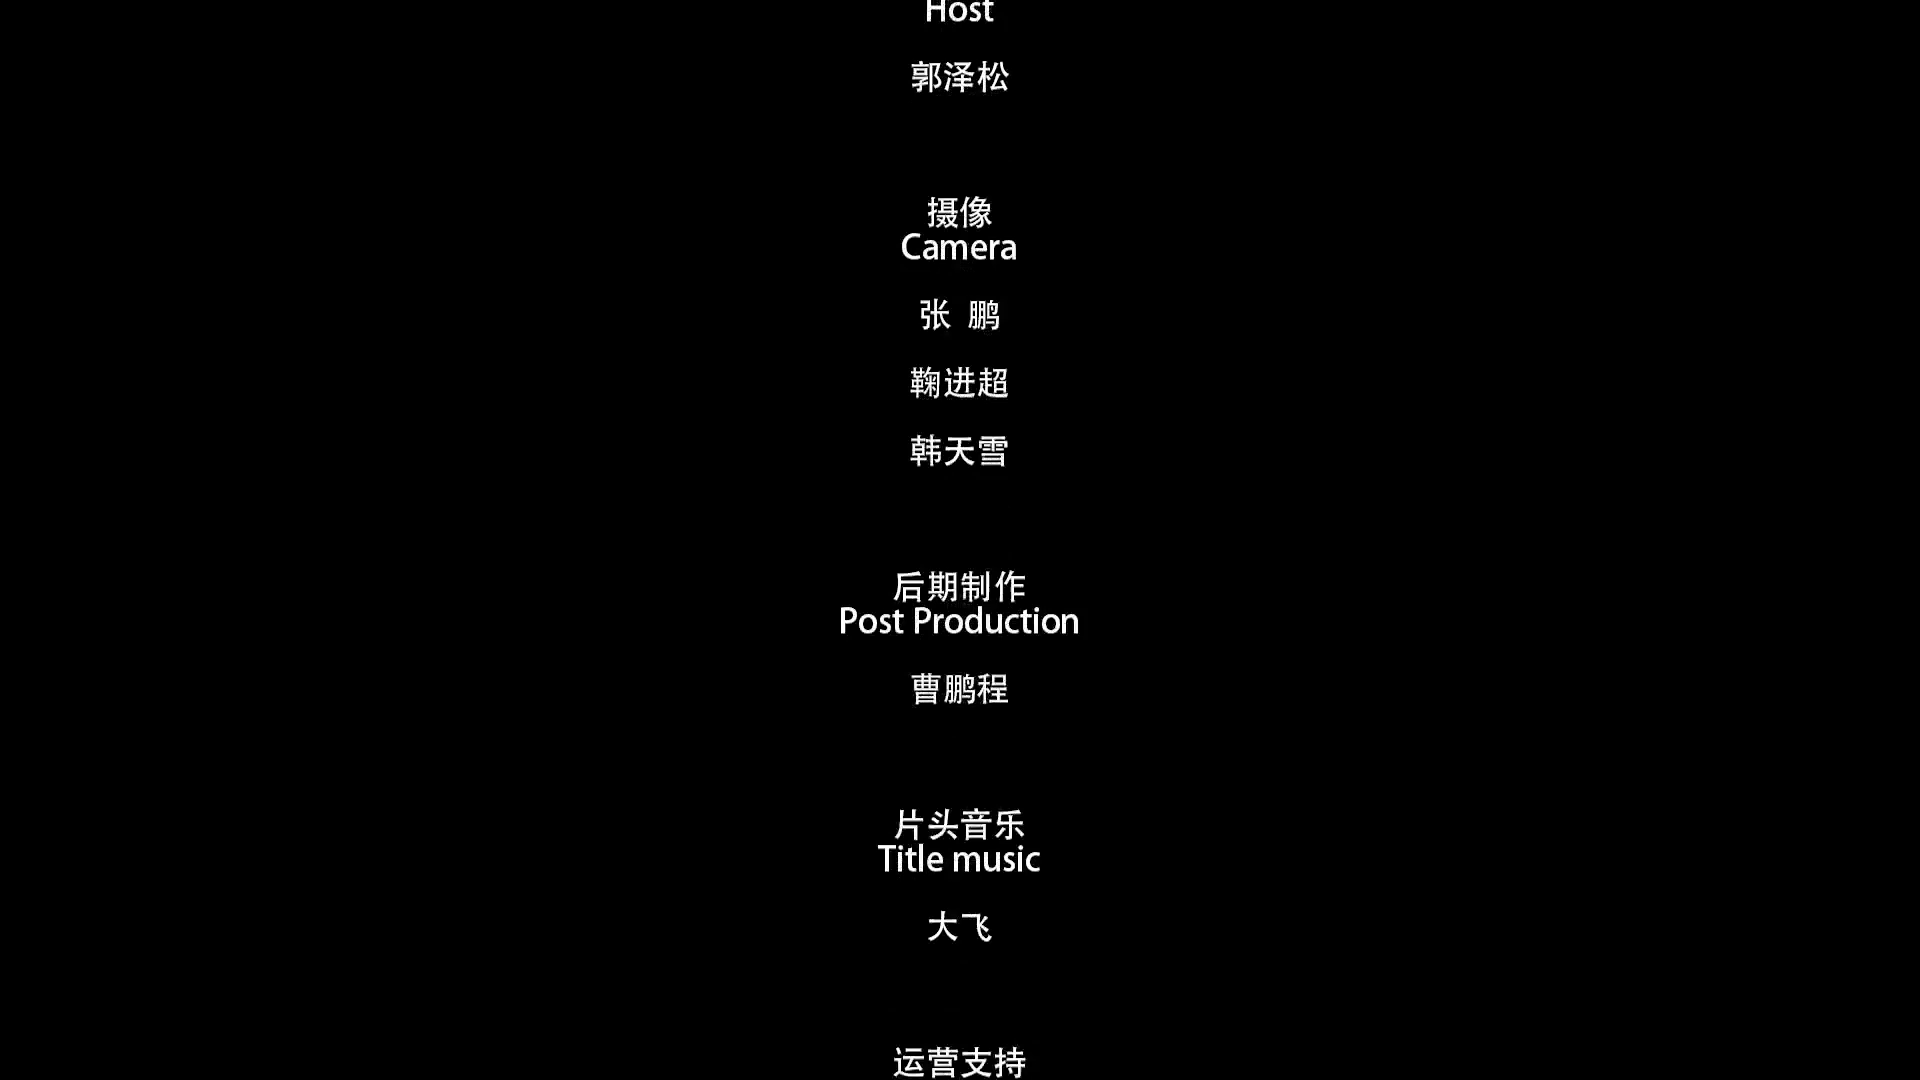 Host
郭泽松
摄像
Camera
张 鹏
鞠进超
韩天雪
后期制作
Post Production
曹鹏程
片头音乐
Title music
大飞
运营支持